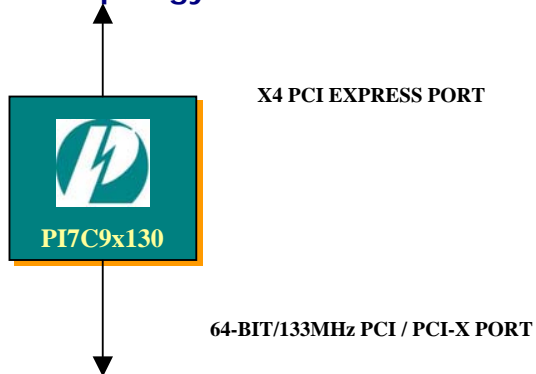 X4 PCI EXPRESS PORT
PI7C9x130
64-BIT/133MHz PCI / PCI-X PORT